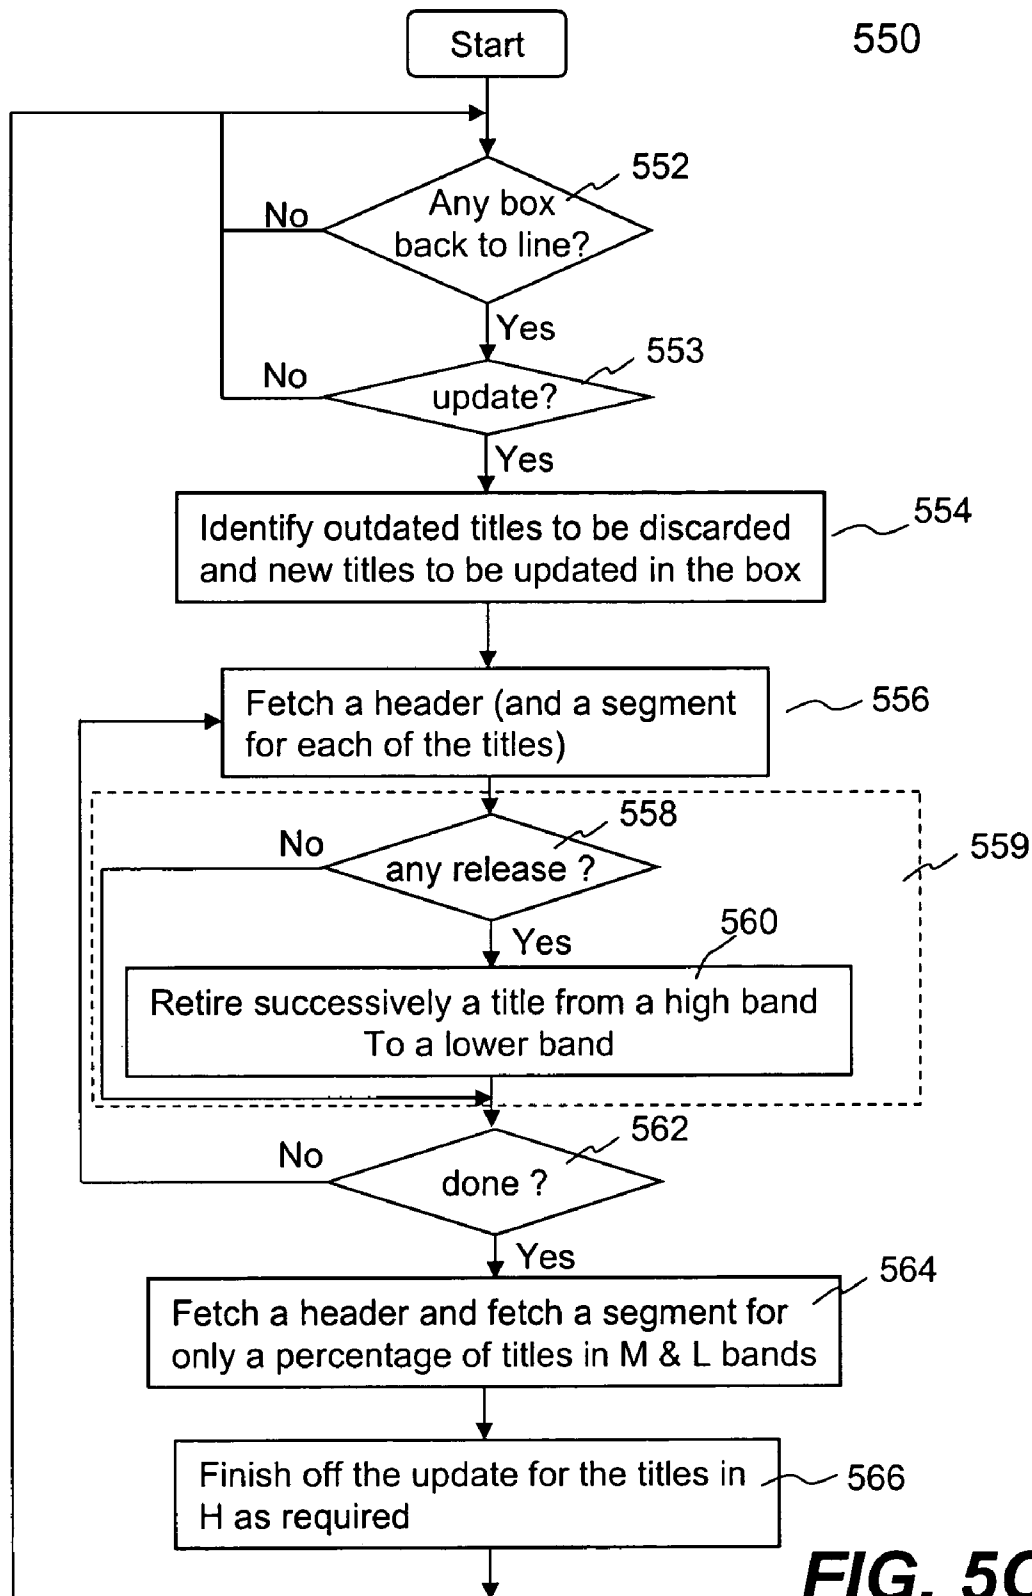 Start
550
552
Any box
back to line?
No
Yes
553
No
update?
Yes
554
Identify outdated titles to be discarded
and new titles to be updated in the box
556
Fetch a header (and a segment
for each of the titles)
558
No
any release ?
559
Yes
560
Retire successively a title from a high band
To a lower band
562
No
done ?
Yes
564
Fetch a header and fetch a segment for
only a percentage of titles in M & L bands
Finish off the update for the titles in
H as required
566
FIG. 5C